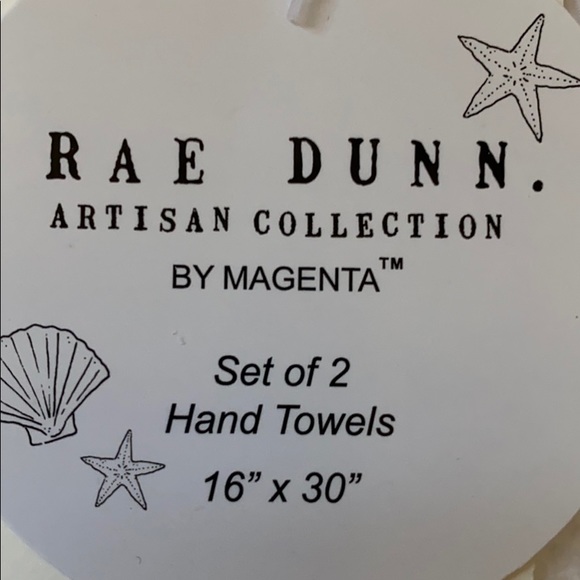 RAE DUNN.
ARTISAN COLLECTION
BY MAGENTA™
Set of 2
Hand Towels
16” x 30”